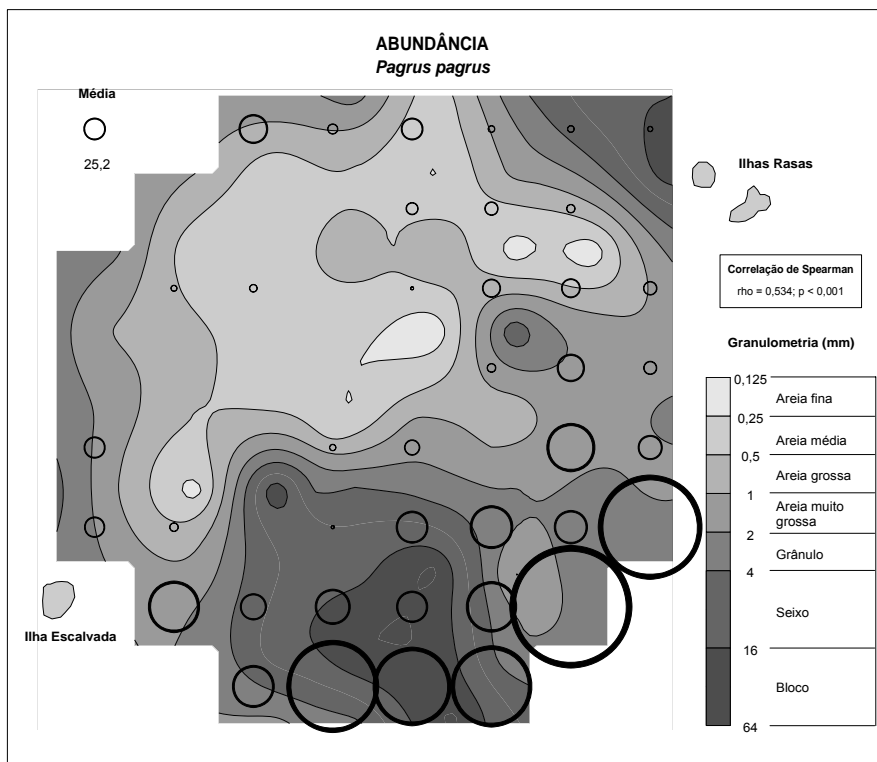 ABUNDÂNCIA
Pagrus pagrus
Média
25,2
Ilhas Rasas
Correlação de Spearman
rho = 0,534; p < 0,001
Granulometria (mm)
0,125
Areia fina
0,25
Areia média
0,5
Areia grossa
1
Areia muito
grossa
2
Grânulo
4
Seixo
16
Bloco
64
Ilha Escalvada